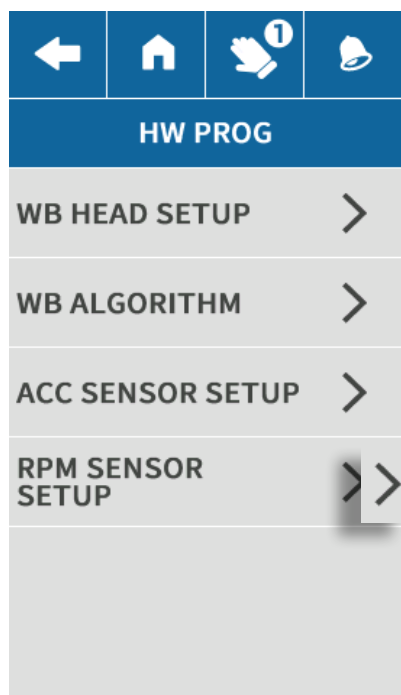 1
HW PROG
WB HEAD SETUP
WB ALGORITHM
ACC SENSOR SETUP
RPM SENSOR
SETUP